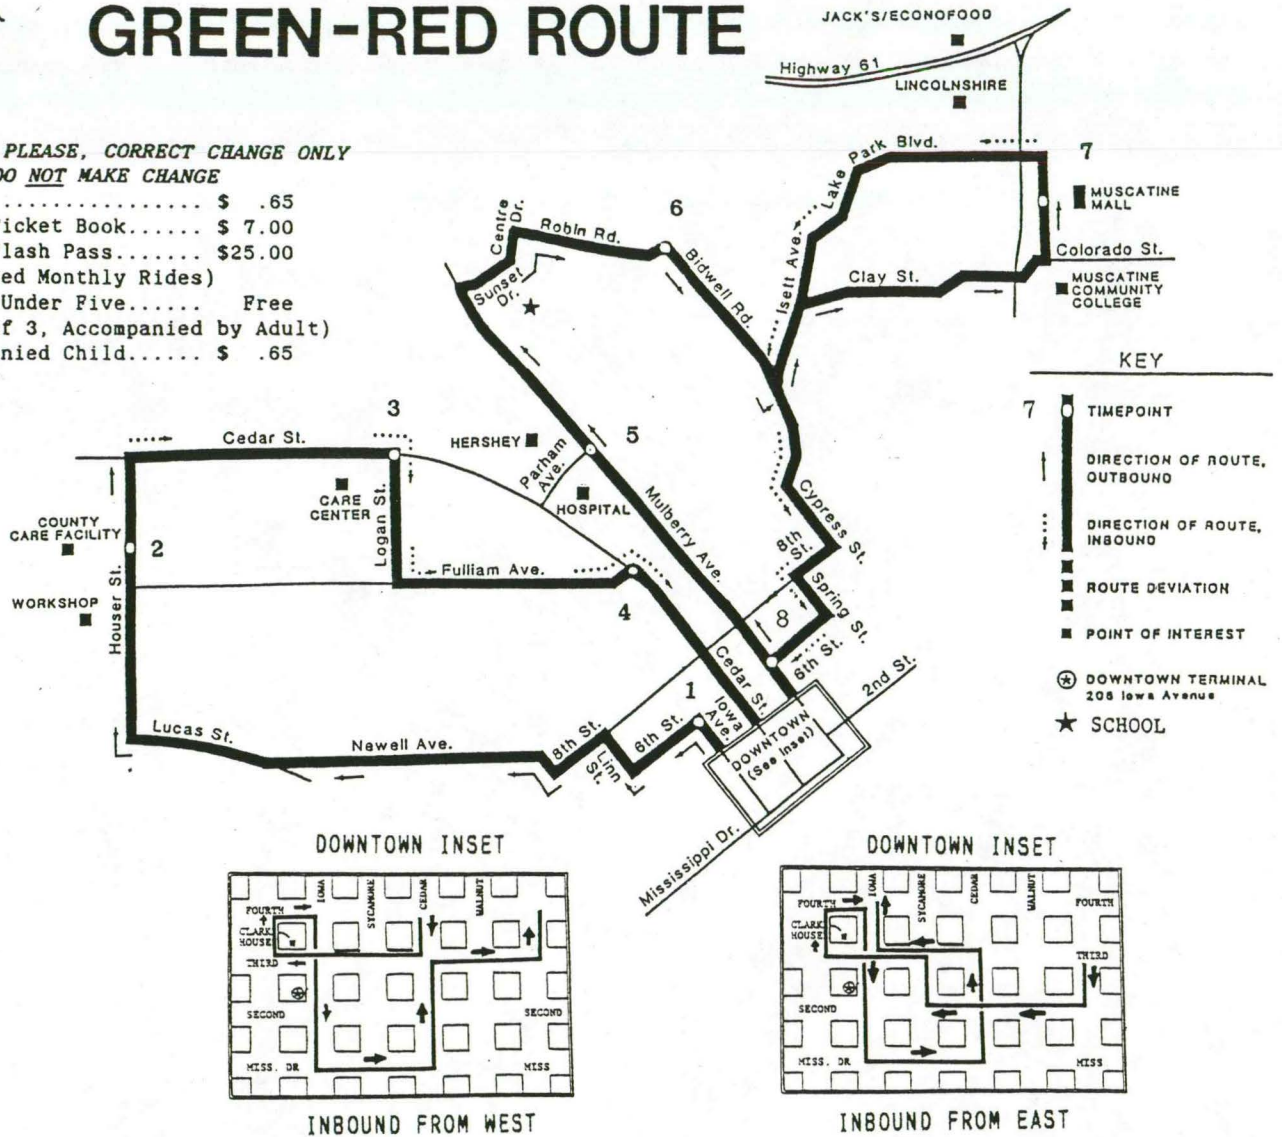 GREEN-RED ROUTE
PLEASE, CORRECT CHANGE ONLY
DO NOT MAKE CHANGE
.................. $ .65
icket Book...... $ 7.00
lash Pass....... $25.00
ed Monthly Rides)
Under Five..... Free
f 3, Accompanied by Adult)
nied Child...... $ .65
JACK'S/ECONOFOOD
Highway 61
LINCOLNSHIRE
Lake Park Blvd.
7
MUSCATINE
MALL
Colorado St.
MUSCATINE
COMMUNITY
COLLEGE
Clay St.
Isett Ave.
6
Centre
Dr.
Robin Rd.
Bidwell Rd.
Sunset
Dr.
KEY
7 TIMEPOINT
DIRECTION OF ROUTE,
OUTBOUND
DIRECTION OF ROUTE,
INBOUND
ROUTE DEVIATION
POINT OF INTEREST
DOWNTOWN TERMINAL
206 Iowa Avenue
SCHOOL
3
Cedar St.
HERSHEY
5
Parham
Ave.
CARE
CENTER
Logan St.
HOSPITAL
Mulberry Ave.
Cypress St.
8th
St.
Spring St.
8
6th St.
2nd St.
COUNTY
CARE FACILITY
2
Fulliam Ave.
4
WORKSHOP
Houser St.
Cedar St.
1
Iowa
Ave.
Lucas St.
Newell Ave.
8th St.
Linn
St.
6th St.
DOWNTOWN
(See Inset)
Mississippi Dr.
DOWNTOWN INSET
IOWA
SYCAMORE
CEDAR
WALNUT
FOURTH
CLARK
HOUSE
THIRD
SECOND
SECOND
MISS. DR
MISS
INBOUND FROM WEST
DOWNTOWN INSET
IOWA
SYCAMORE
CEDAR
WALNUT
FOURTH
FOURTH
CLARK
HOUSE
THIRD
SECOND
MISS. DR
MISS
INBOUND FROM EAST